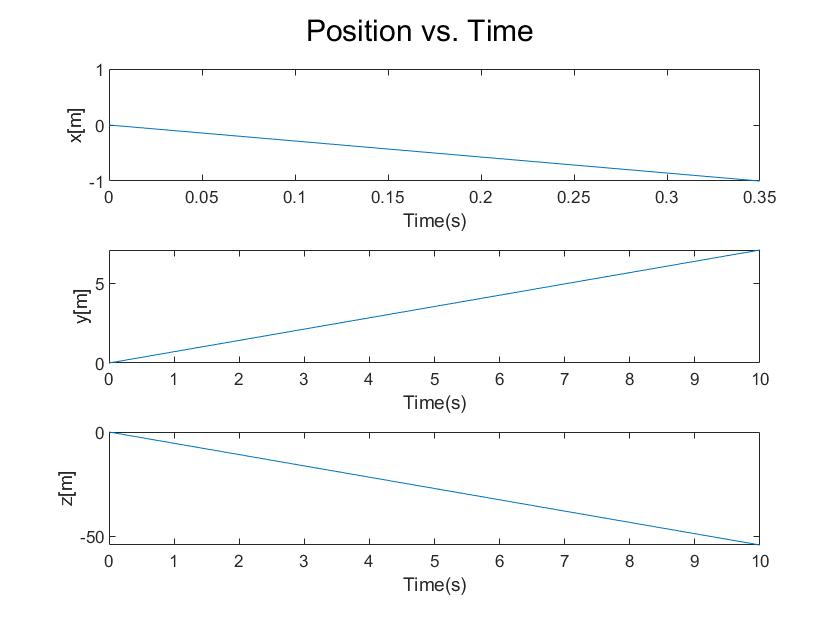 Position vs. Time
1
0
-1
x[m]
0 0.05 0.1 0.15 0.2 0.25 0.3 0.35
Time(s)
5
0
y[m]
0 1 2 3 4 5 6 7 8 9 10
Time(s)
0
-50
z[m]
0 1 2 3 4 5 6 7 8 9 10
Time(s)